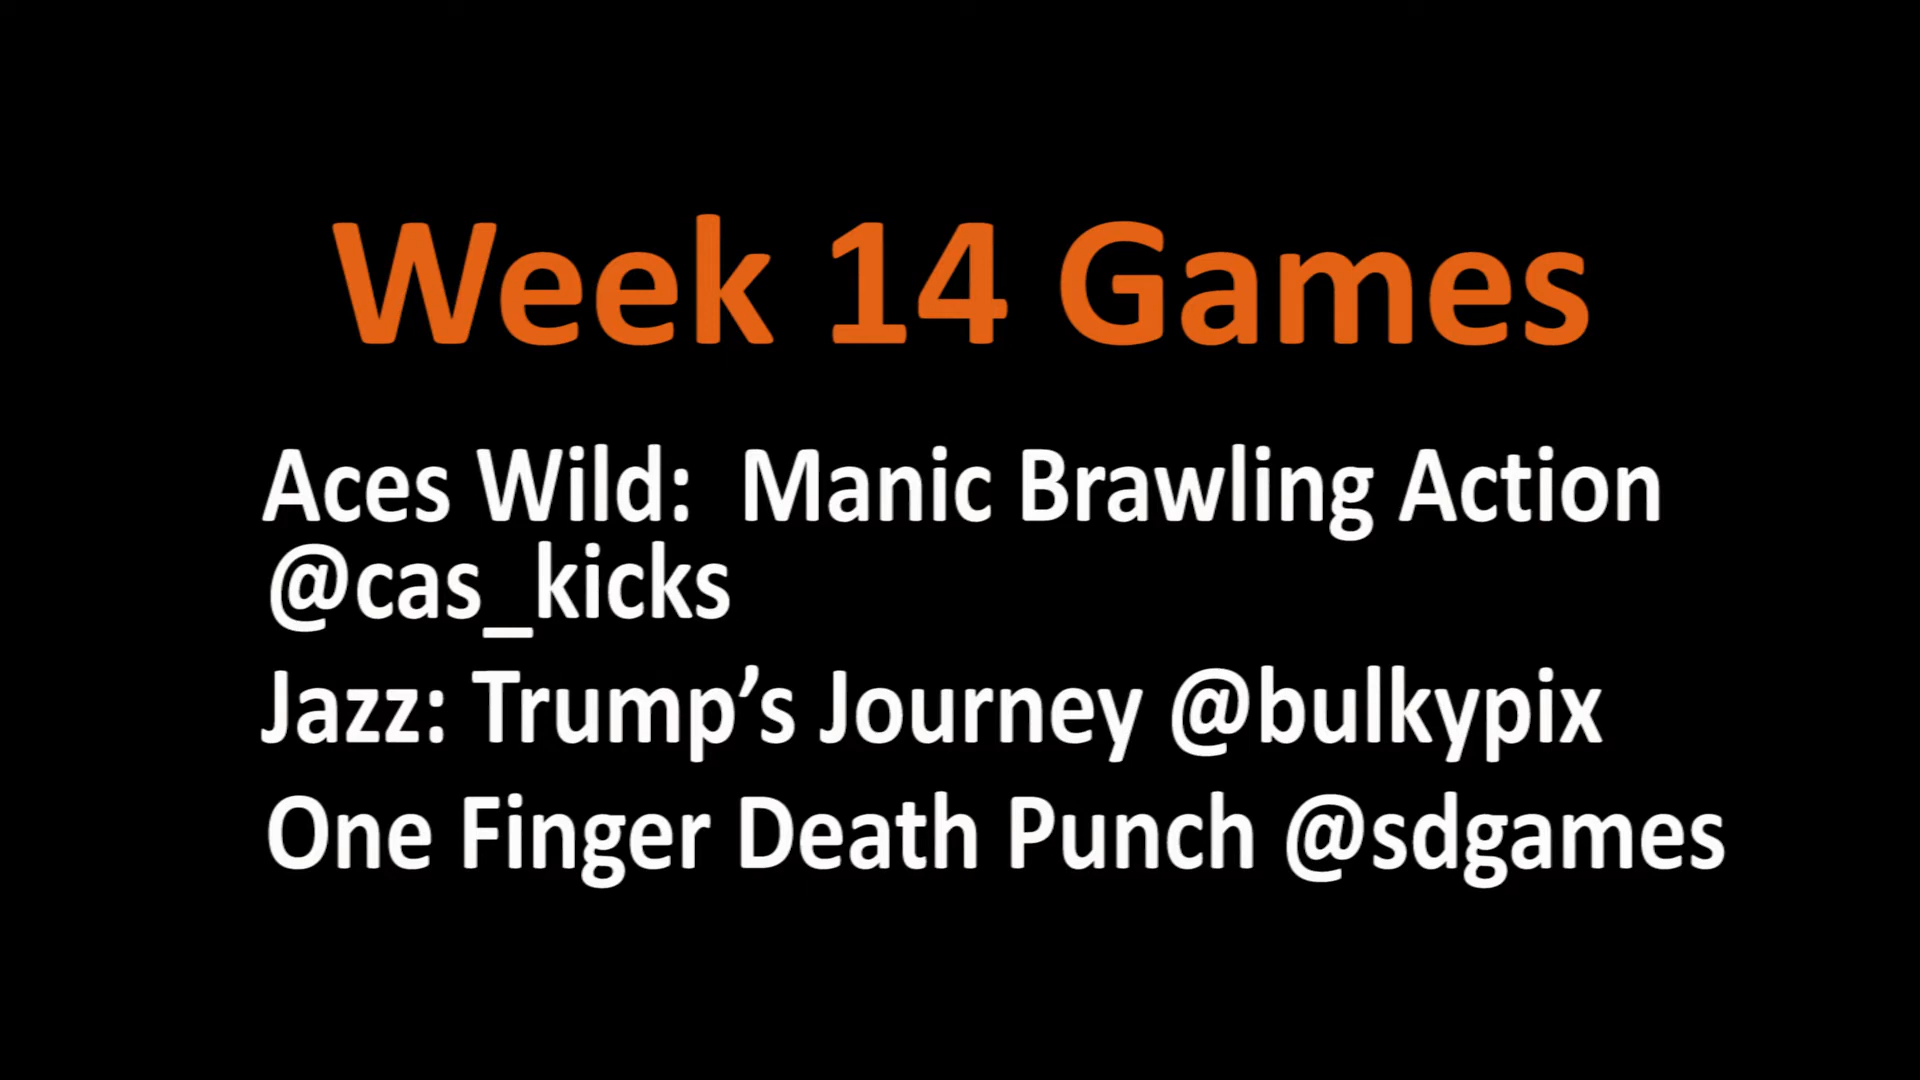 Week 14 Games
Aces Wild:  Manic Brawling Action
@cas_kicks
Jazz: Trump’s Journey @bulkypix
One Finger Death Punch @sdgames